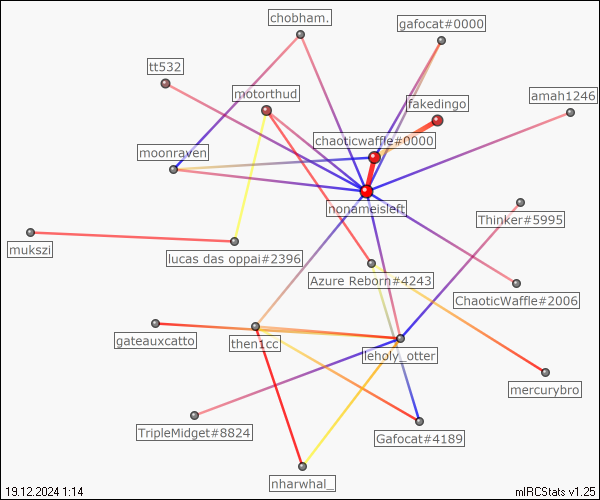 chobham.
gafocat#0000
tt532
motorthud
fakedingo
amah1246
chaoticwaffle#0000
moonraven
nonameisleft
Thinker#5995
mukszi
lucas das oppai#2396
Azure Reborn#4243
ChaoticWaffle#2006
gateauxcatto
then1cc
leholy_otter
mercurybro
TripleMidget#8824
Gafocat#4189
nharwhal_
19.12.2024 1:14
mIRCStats v1.25